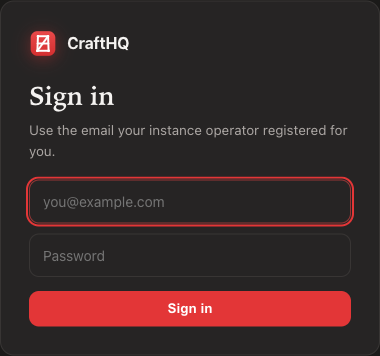 CraftHQ
Sign in
Use the email your instance operator registered for
you.
you@example.com
Password
Sign in